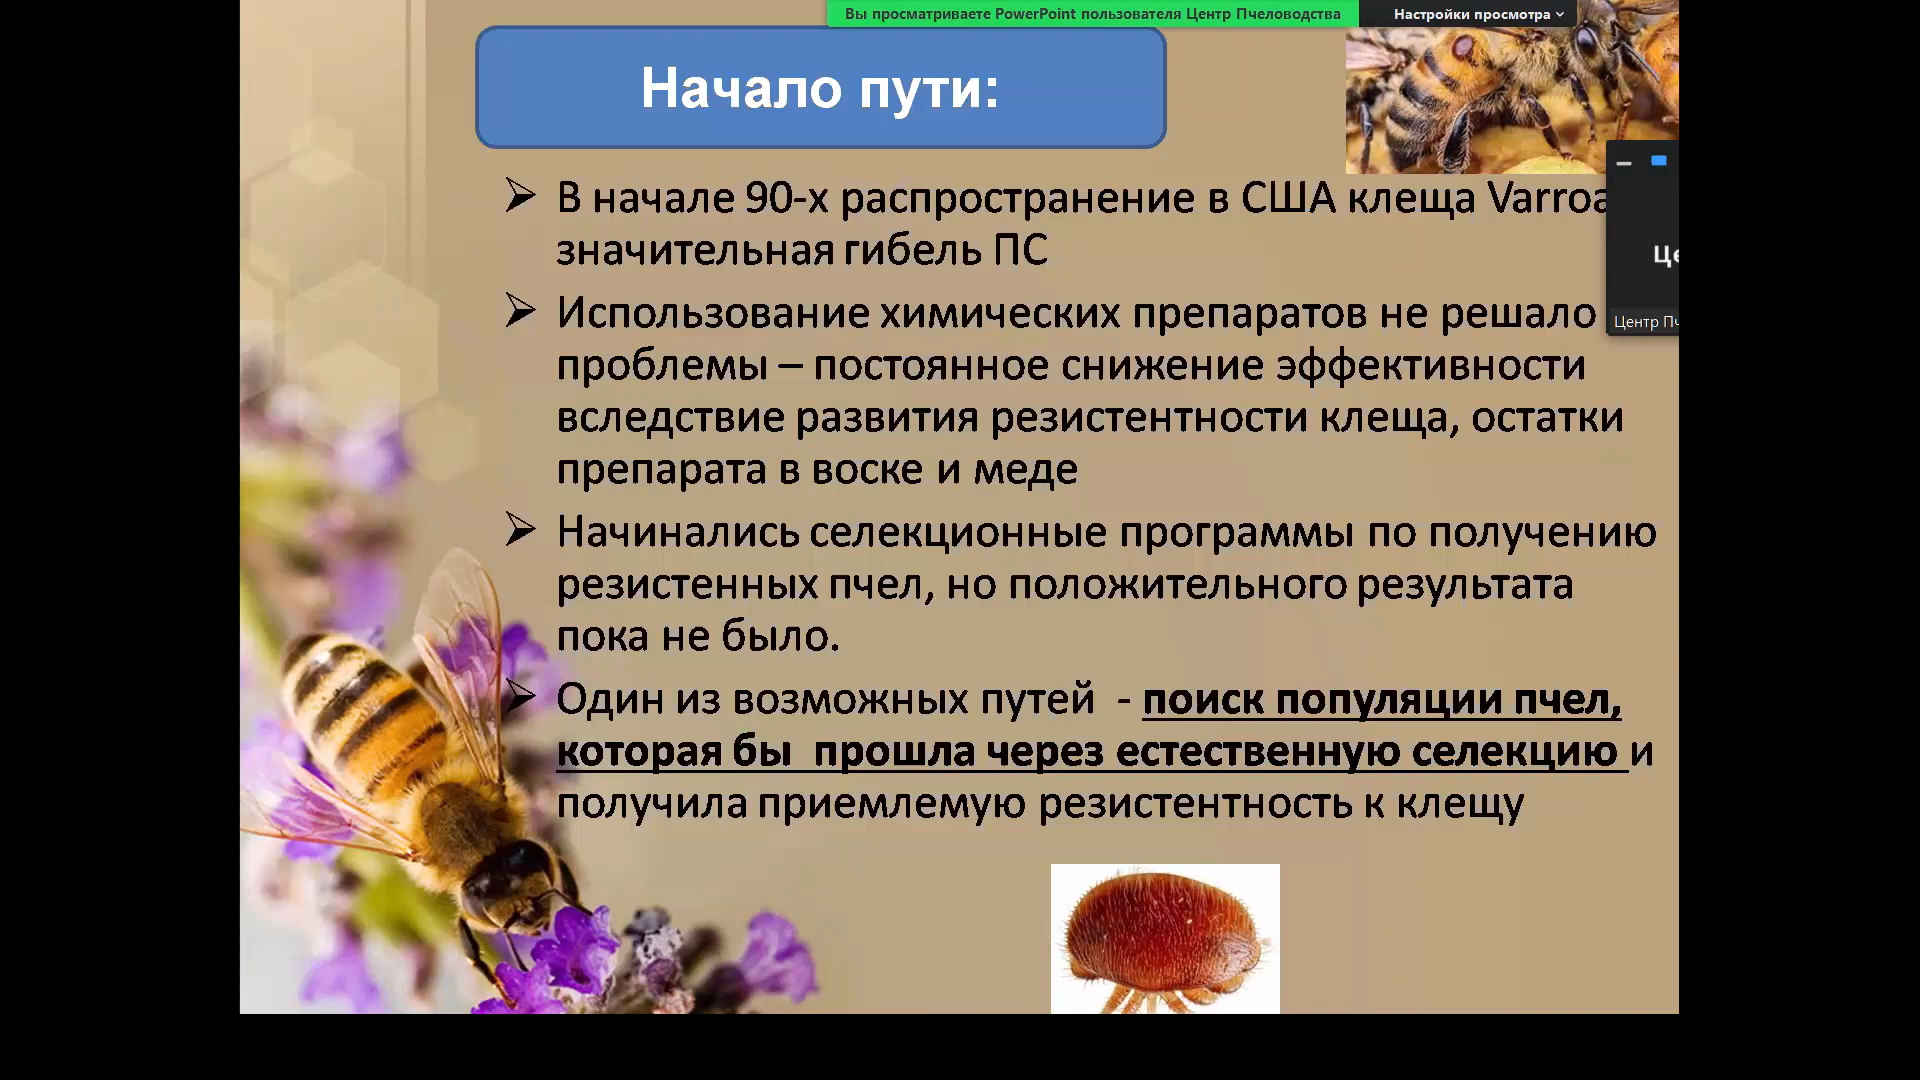 Вы просматриваете PowerPoint пользователя Центр Пчеловодства
Настройки просмотра
Начало пути:
В начале 90-х распространение в США клеща Varroa
значительная гибель ПС
Использование химических препаратов не решало
проблемы – постоянное снижение эффективности
вследствие развития резистентности клеща, остатки
препарата в воске и меде
Начинались селекционные программы по получению
резистенных пчел, но положительного результата
пока не было.
Один из возможных путей - поиск популяции пчел,
которая бы прошла через естественную селекцию и
получила приемлемую резистентность к клещу
Це
Центр Пч